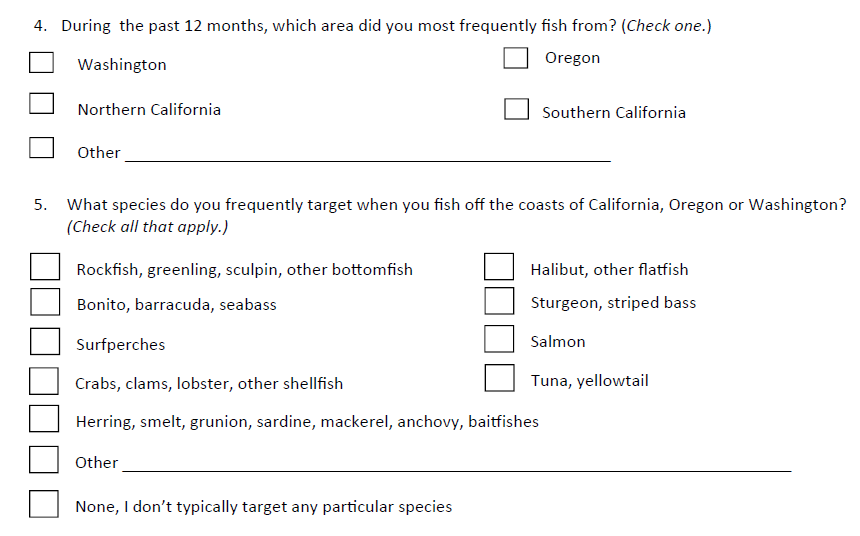 4. During the past 12 months, which area did you most frequently fish from? (Check one.)
Washington
Oregon
Northern California
Southern California
Other
5. What species do you frequently target when you fish off the coasts of California, Oregon or Washington?
(Check all that apply.)
Rockfish, greenling, sculpin, other bottomfish
Halibut, other flatfish
Bonito, barracuda, seabass
Sturgeon, striped bass
Surfperches
Salmon
Crabs, clams, lobster, other shellfish
Tuna, yellowtail
Herring, smelt, grunion, sardine, mackerel, anchovy, baitfishes
Other
None, I don’t typically target any particular species